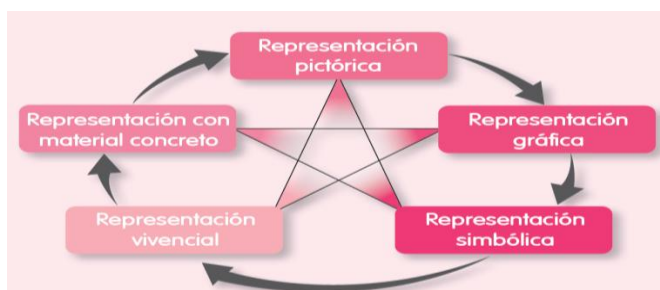 Representación
pictórica
Representación con
material concreto
Representación
gráfica
Representación
vivencial
Representación
simbólica